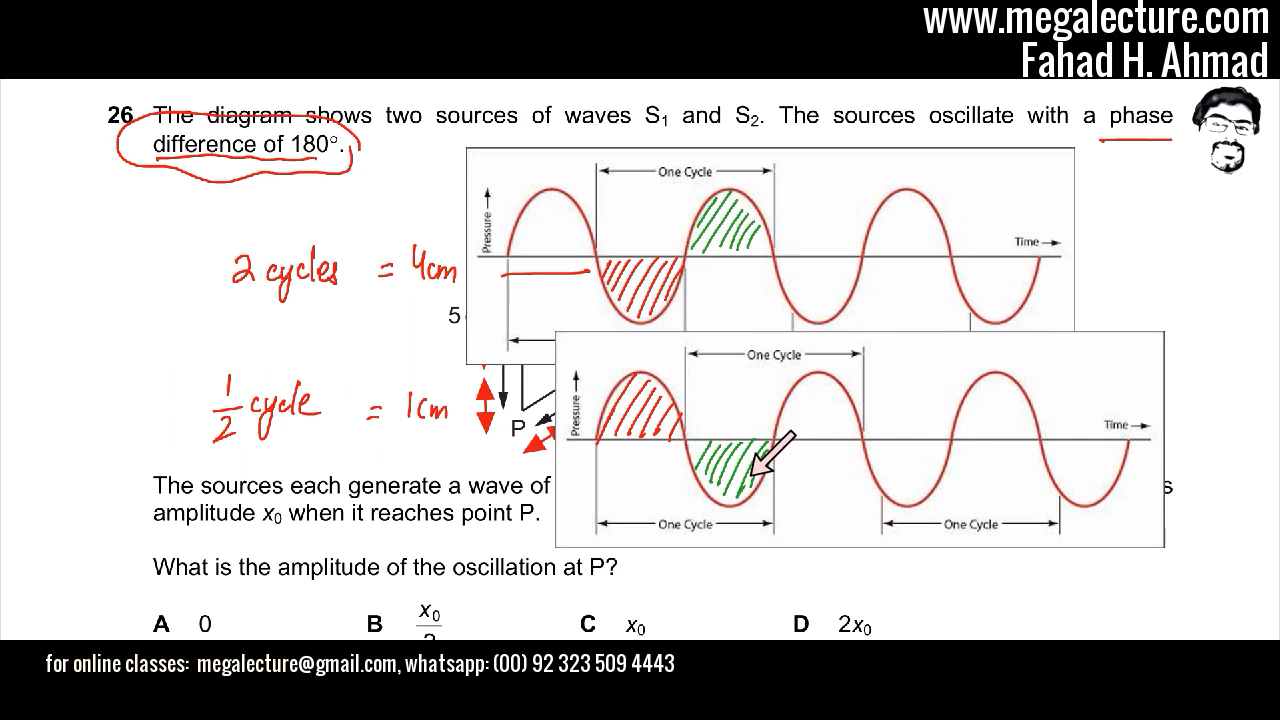 www.megalecture.com
Fahad H. Ahmad
26 The diagram shows two sources of waves S1 and S2. The sources oscillate with a phase
difference of 180°.
One Cycle
Pressure
Time
2 cycles = 4cm
5
One Cycle
Pressure
Time
1/2 cycle = 1cm
P
The sources each generate a wave of s
amplitude x0 when it reaches point P.
One Cycle
One Cycle
What is the amplitude of the oscillation at P?
A 0 B x0 C x0 D 2x0
for online classes: megalecture@gmail.com, whatsapp: (00) 92 323 509 4443